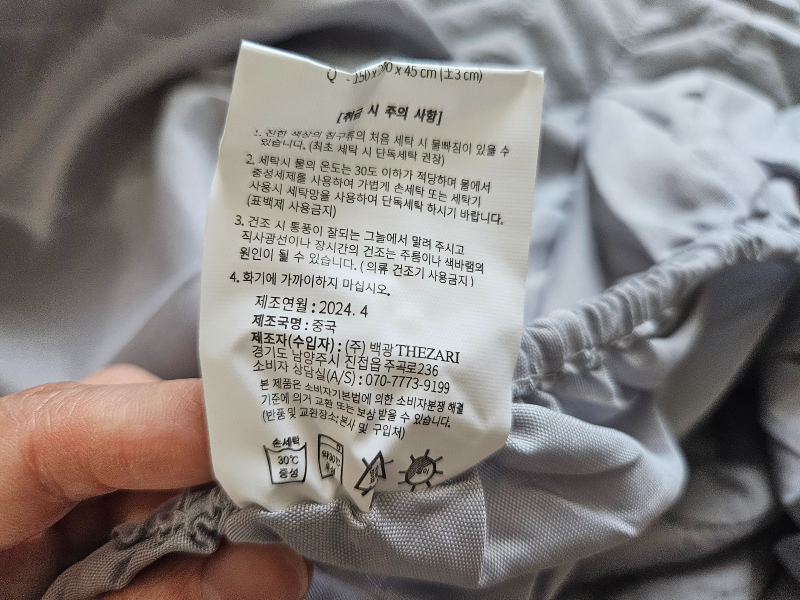 Q - 150 x 200 x 45 cm (±3 cm)
[취급 시 주의 사항]
1. 진한 색상의 침구류의 처음 세탁 시 물빠짐이 있을 수
있습니다. (최초 세탁 시 단독세탁 권장)
2. 세탁시 물의 온도는 30도 이하가 적당하며 물에서
중성세제를 사용하여 가볍게 손세탁 또는 세탁기
사용시 세탁망을 사용하여 단독세탁 하시기 바랍니다.
(표백제 사용금지)
3. 건조 시 통풍이 잘되는 그늘에서 말려 주시고
직사광선이나 장시간의 건조는 주름이나 색바램의
원인이 될 수 있습니다. ( 의류 건조기 사용금지)
4. 화기에 가까이하지 마십시오.
제조연월 : 2024. 4
제조국명 : 중국
제조자(수입자) : (주) 백광 THEZARI
경기도 남양주시 진접읍 주곡로236
소비자 상담실(A/S) : 070-7773-9199
본 제품은 소비자기본법에 의한 소비자분쟁 해결
기준에 의거 교환 또는 보상 받을 수 있습니다.
(반품 및 교환장소:본사 및 구입처)
손세탁
30℃
중성
약30℃
중성